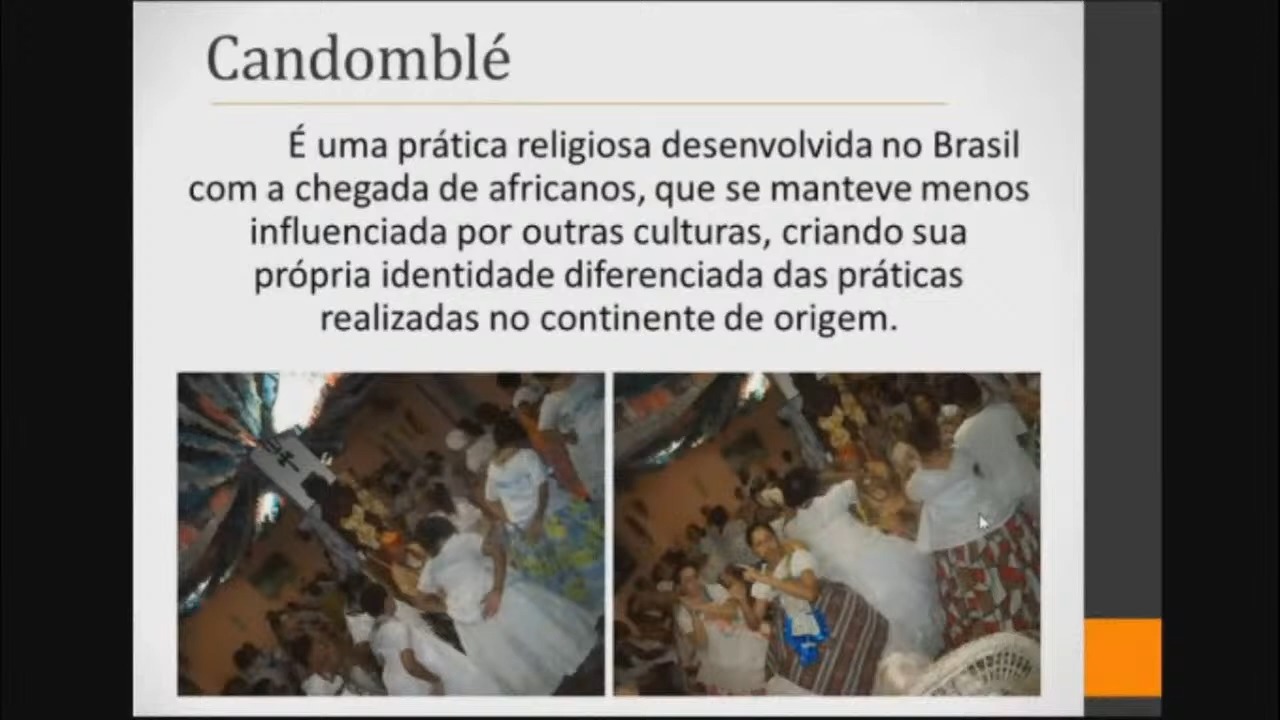 Candomblé
É uma prática religiosa desenvolvida no Brasil
com a chegada de africanos, que se manteve menos
influenciada por outras culturas, criando sua
própria identidade diferenciada das práticas
realizadas no continente de origem.